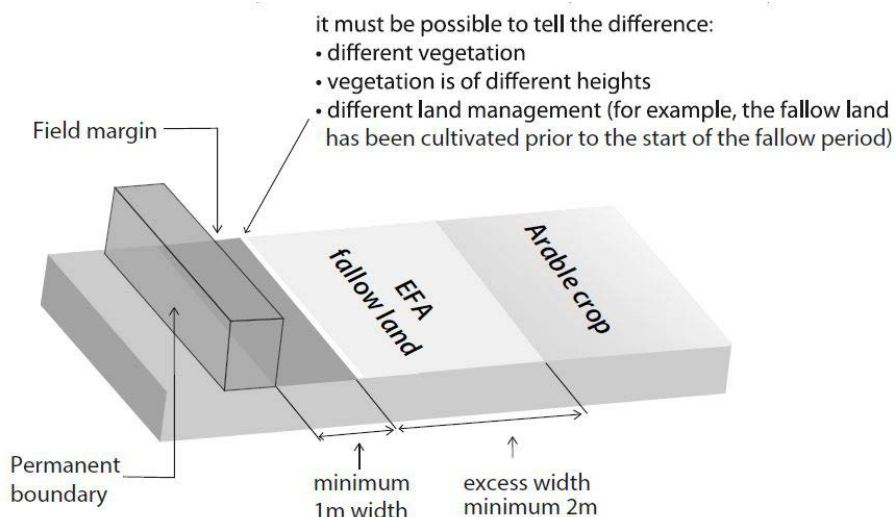 it must be possible to tell the difference:
• different vegetation
• vegetation is of different heights
• different land management (for example, the fallow land
has been cultivated prior to the start of the fallow period)
Field margin
EFA
fallow land
Arable crop
Permanent
boundary
minimum
1m width
excess width
minimum 2m